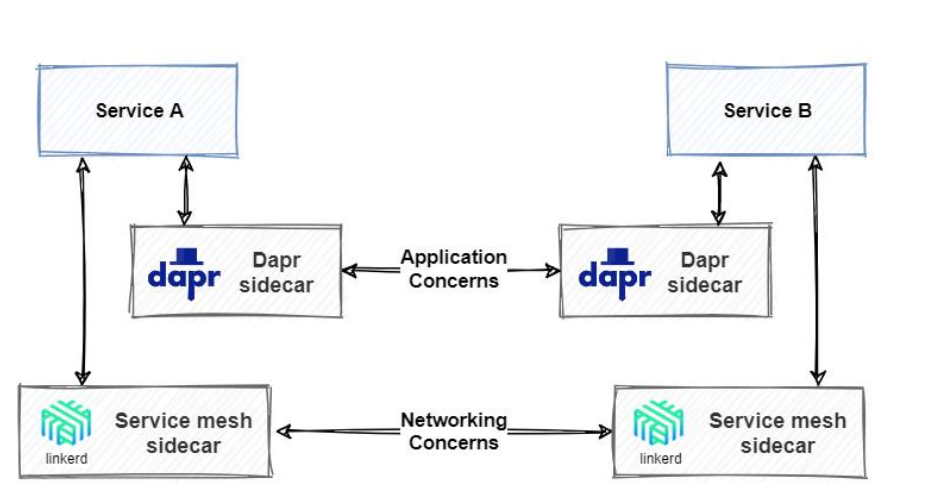 Service A
Service B
dapr
Dapr
sidecar
Application
Concerns
dapr
Dapr
sidecar
linkerd
Service mesh
sidecar
Networking
Concerns
linkerd
Service mesh
sidecar